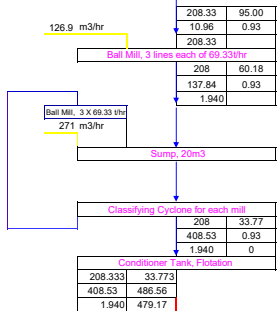 208.33 95.00
126.9 m3/hr 10.96 0.93
208.33
Ball Mill, 3 lines each of 69.33t/hr
208 60.18
137.84 0.93
1.940
Ball Mill, 3 X 69.33 t/hr
271 m3/hr
Sump, 20m3
Classifying Cyclone for each mill
208 33.77
408.53 0.93
1.940 0
Conditioner Tank, Flotation
208.333 33.773
408.53 486.56
1.940 479.17